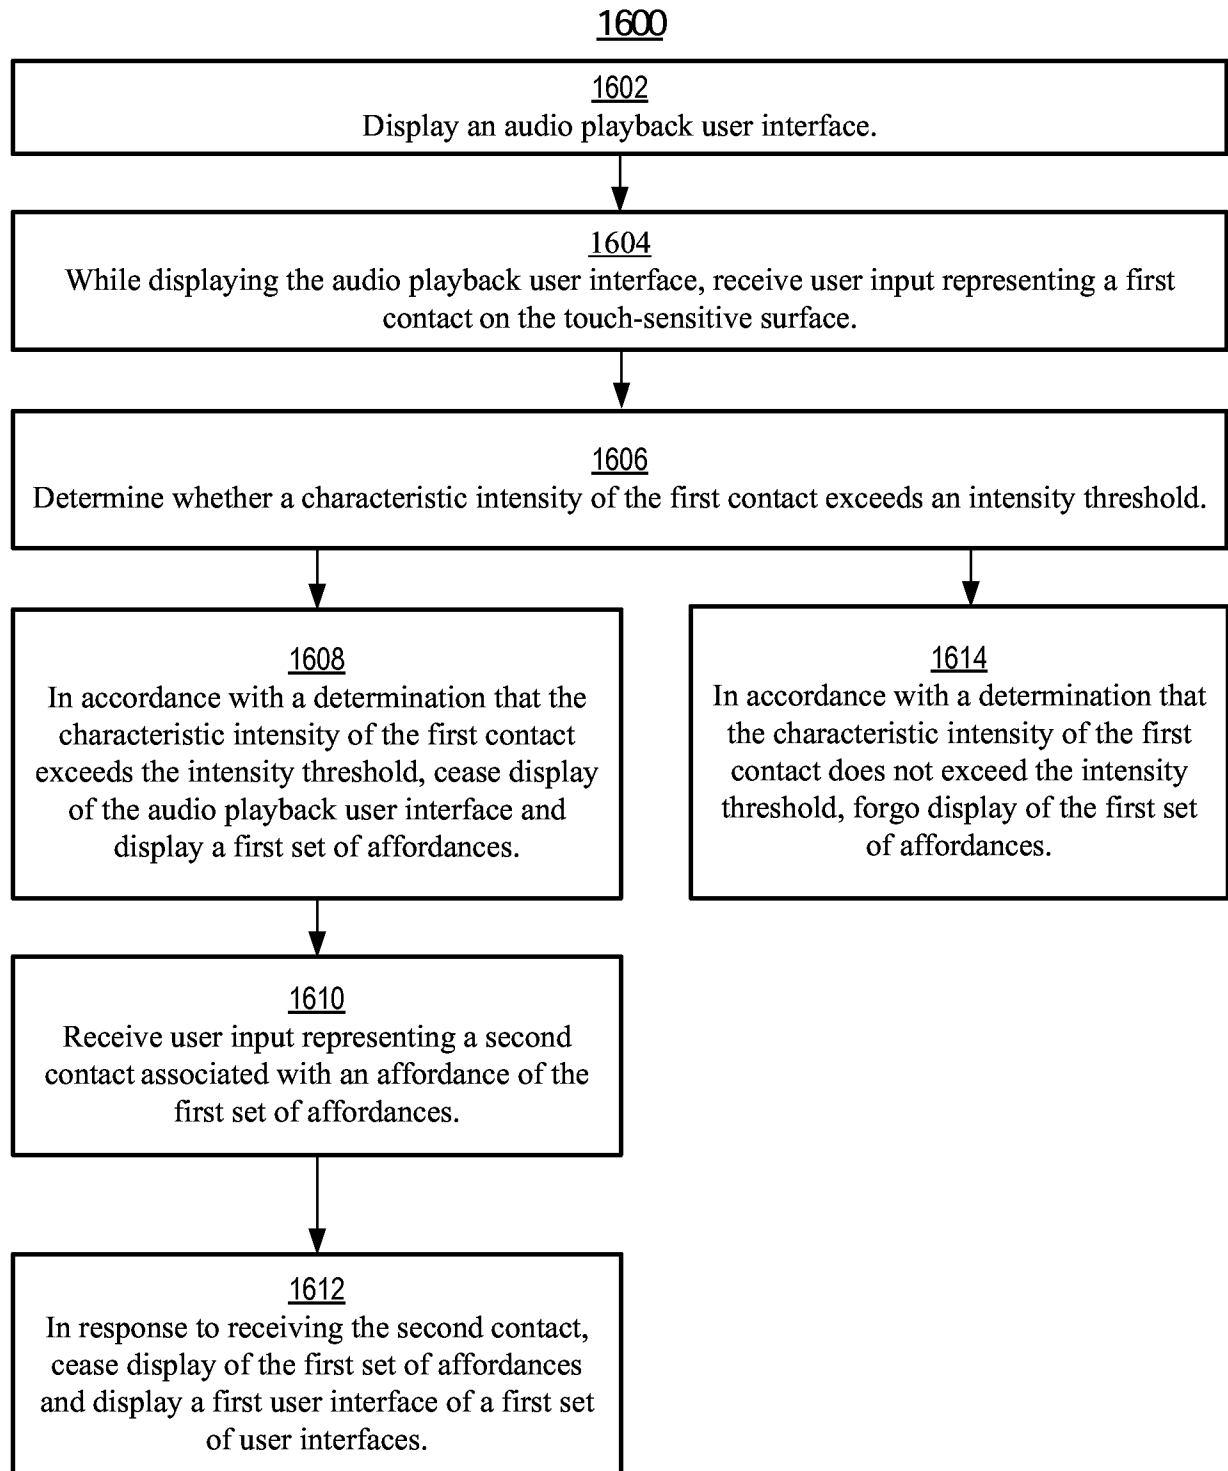 1600
1602
Display an audio playback user interface.
1604
While displaying the audio playback user interface, receive user input representing a first
contact on the touch-sensitive surface.
1606
Determine whether a characteristic intensity of the first contact exceeds an intensity threshold.
1608
In accordance with a determination that the
characteristic intensity of the first contact
exceeds the intensity threshold, cease display
of the audio playback user interface and
display a first set of affordances.
1614
In accordance with a determination that
the characteristic intensity of the first
contact does not exceed the intensity
threshold, forgo display of the first set
of affordances.
1610
Receive user input representing a second
contact associated with an affordance of the
first set of affordances.
1612
In response to receiving the second contact,
cease display of the first set of affordances
and display a first user interface of a first set
of user interfaces.